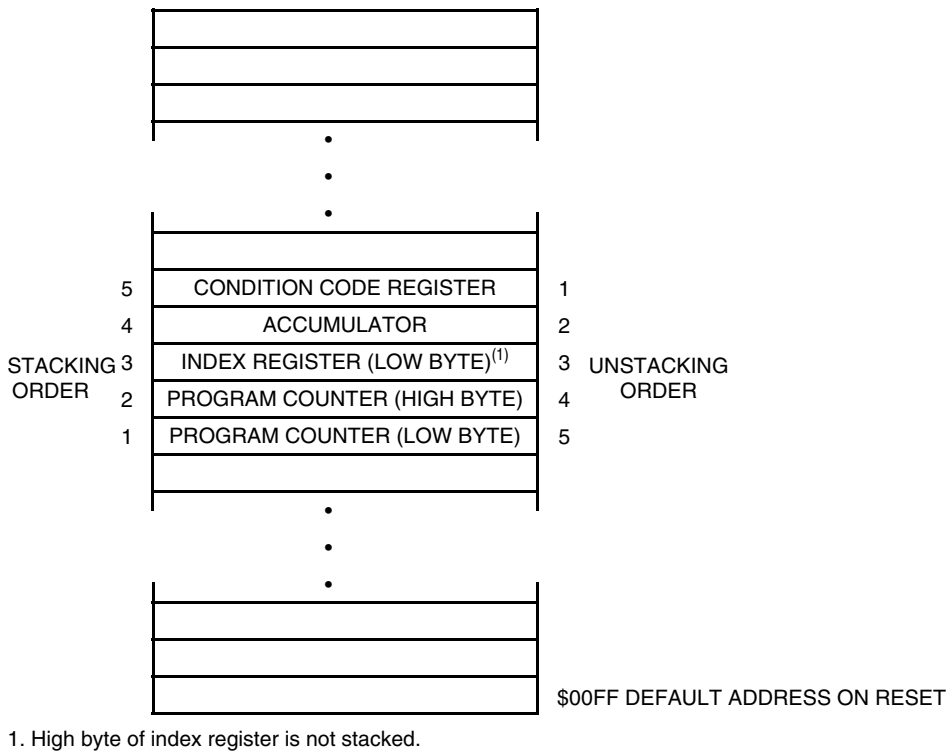 5 CONDITION CODE REGISTER 1
4 ACCUMULATOR 2
STACKING 3 INDEX REGISTER (LOW BYTE)(1) 3 UNSTACKING
ORDER 2 PROGRAM COUNTER (HIGH BYTE) 4 ORDER
1 PROGRAM COUNTER (LOW BYTE) 5
$00FF DEFAULT ADDRESS ON RESET
1. High byte of index register is not stacked.